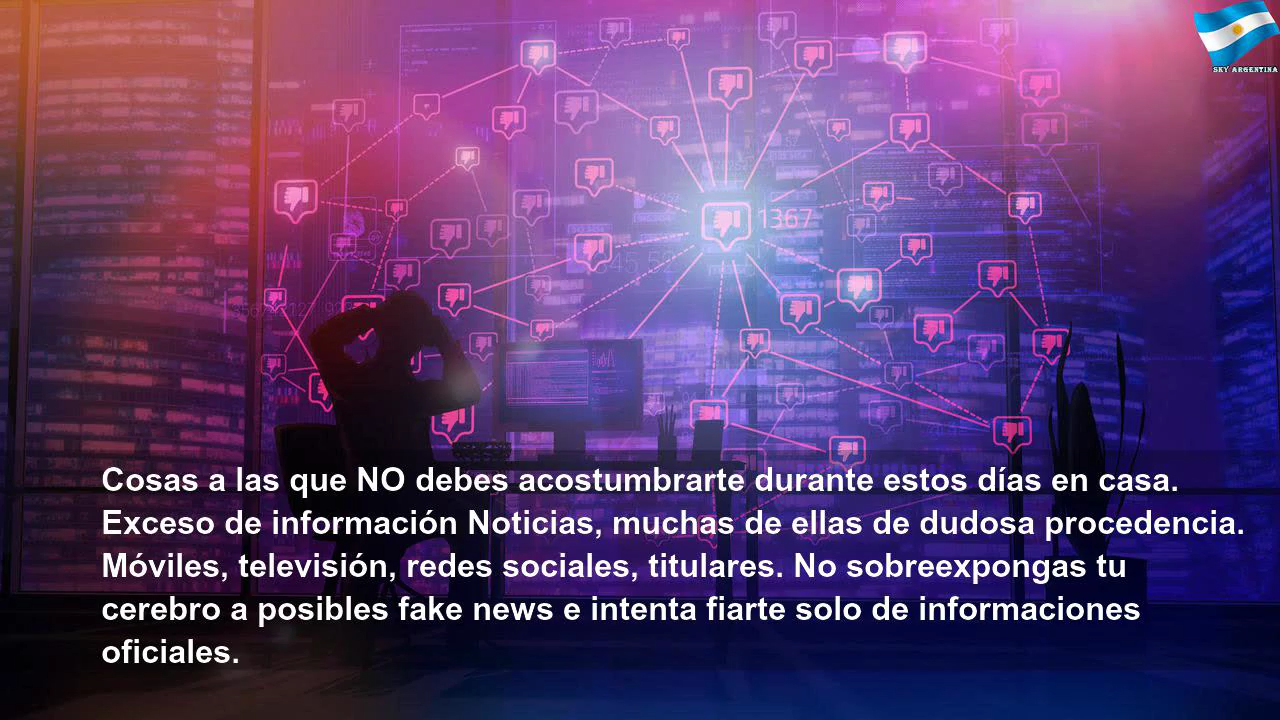 SKY ARGENTINA
1367
Cosas a las que NO debes acostumbrarte durante estos días en casa.
Exceso de información Noticias, muchas de ellas de dudosa procedencia.
Móviles, televisión, redes sociales, titulares. No sobreexpongas tu
cerebro a posibles fake news e intenta fiarte solo de informaciones
oficiales.